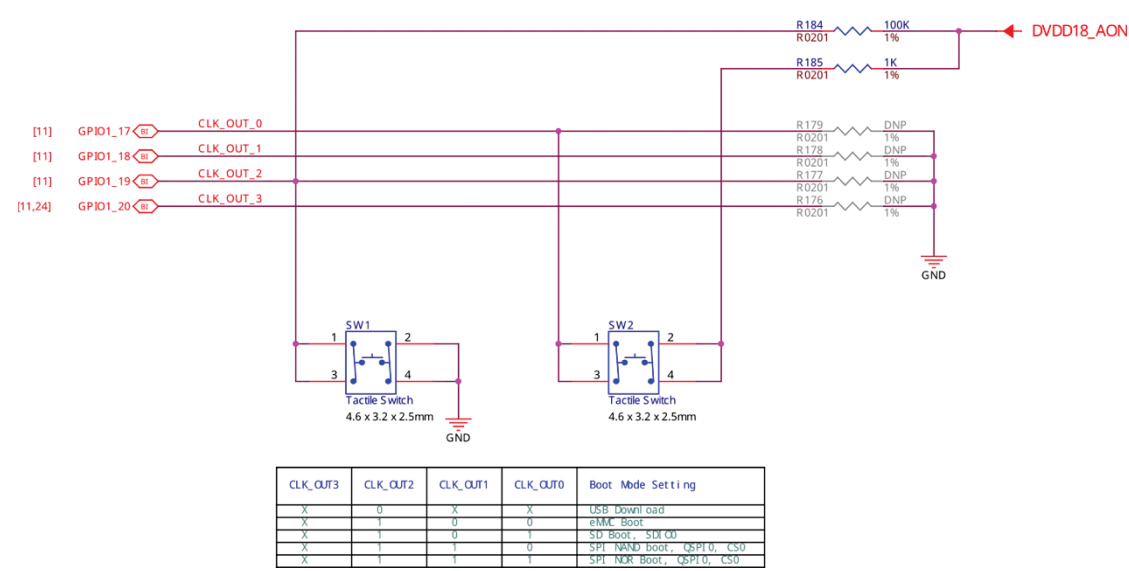 R184 100K
R0201 1%
DVDD18_AON
R185 1K
R0201 1%
[11] GPIO1_17 BI CLK_OUT_0 R179 DNP
R0201 1%
[11] GPIO1_18 BI CLK_OUT_1 R178 DNP
R0201 1%
[11] GPIO1_19 BI CLK_OUT_2 R177 DNP
R0201 1%
[11,24] GPIO1_20 BI CLK_OUT_3 R176 DNP
R0201 1%
GND
SW1
1 2
3 4
Tactile Switch
4.6 x 3.2 x 2.5mm
GND
SW2
1 2
3 4
Tactile Switch
4.6 x 3.2 x 2.5mm
CLK_OUT3 CLK_OUT2 CLK_OUT1 CLK_OUT0 Boot Mode Setting
X 0 X X USB Download
X 1 0 0 eMMC Boot
X 1 0 1 SD Boot, SDIO0
X 1 1 0 SPI NAND boot, QSPI0, CS0
X 1 1 1 SPI NOR Boot, QSPI0, CS0